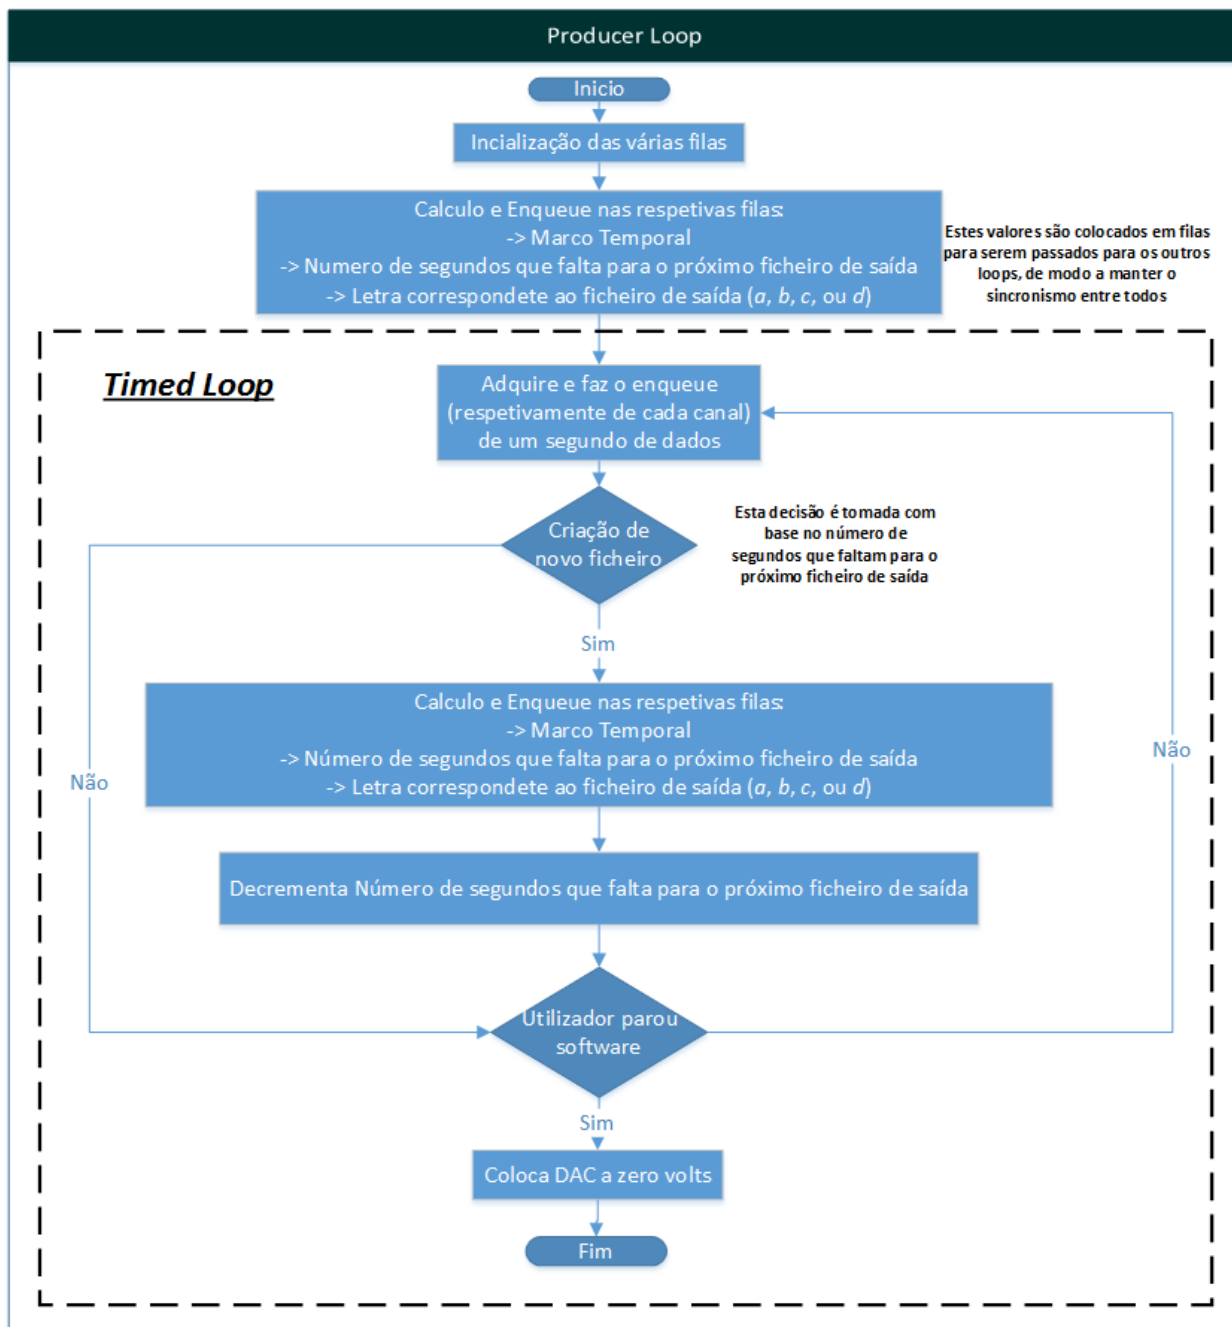 Producer Loop
Inicio
Incialização das várias filas
Calculo e Enqueue nas respetivas filas:
-> Marco Temporal
-> Numero de segundos que falta para o próximo ficheiro de saída
-> Letra correspondete ao ficheiro de saída (a, b, c, ou d)
Estes valores são colocados em filas
para serem passados para os outros
loops, de modo a manter o
sincronismo entre todos
Timed Loop
Adquire e faz o enqueue
(respetivamente de cada canal)
de um segundo de dados
Criação de
novo ficheiro
Esta decisão é tomada com
base no número de
segundos que faltam para o
próximo ficheiro de saída
Sim
Calculo e Enqueue nas respetivas filas:
-> Marco Temporal
-> Número de segundos que falta para o próximo ficheiro de saída
-> Letra correspondete ao ficheiro de saída (a, b, c, ou d)
Não
Não
Decrementa Número de segundos que falta para o próximo ficheiro de saída
Utilizador parou
software
Sim
Coloca DAC a zero volts
Fim